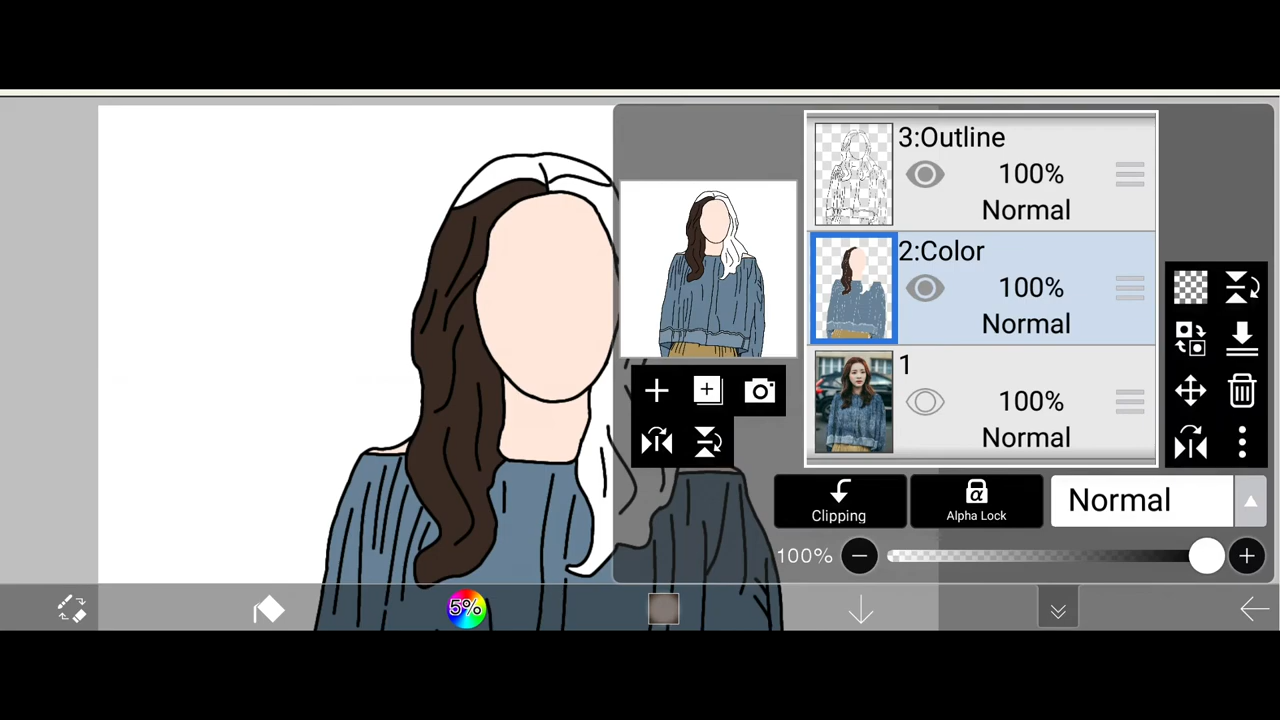 3:Outline
100%
Normal
2:Color
100%
Normal
1
100%
Normal
Clipping
α
Alpha Lock
Normal
100%
5%